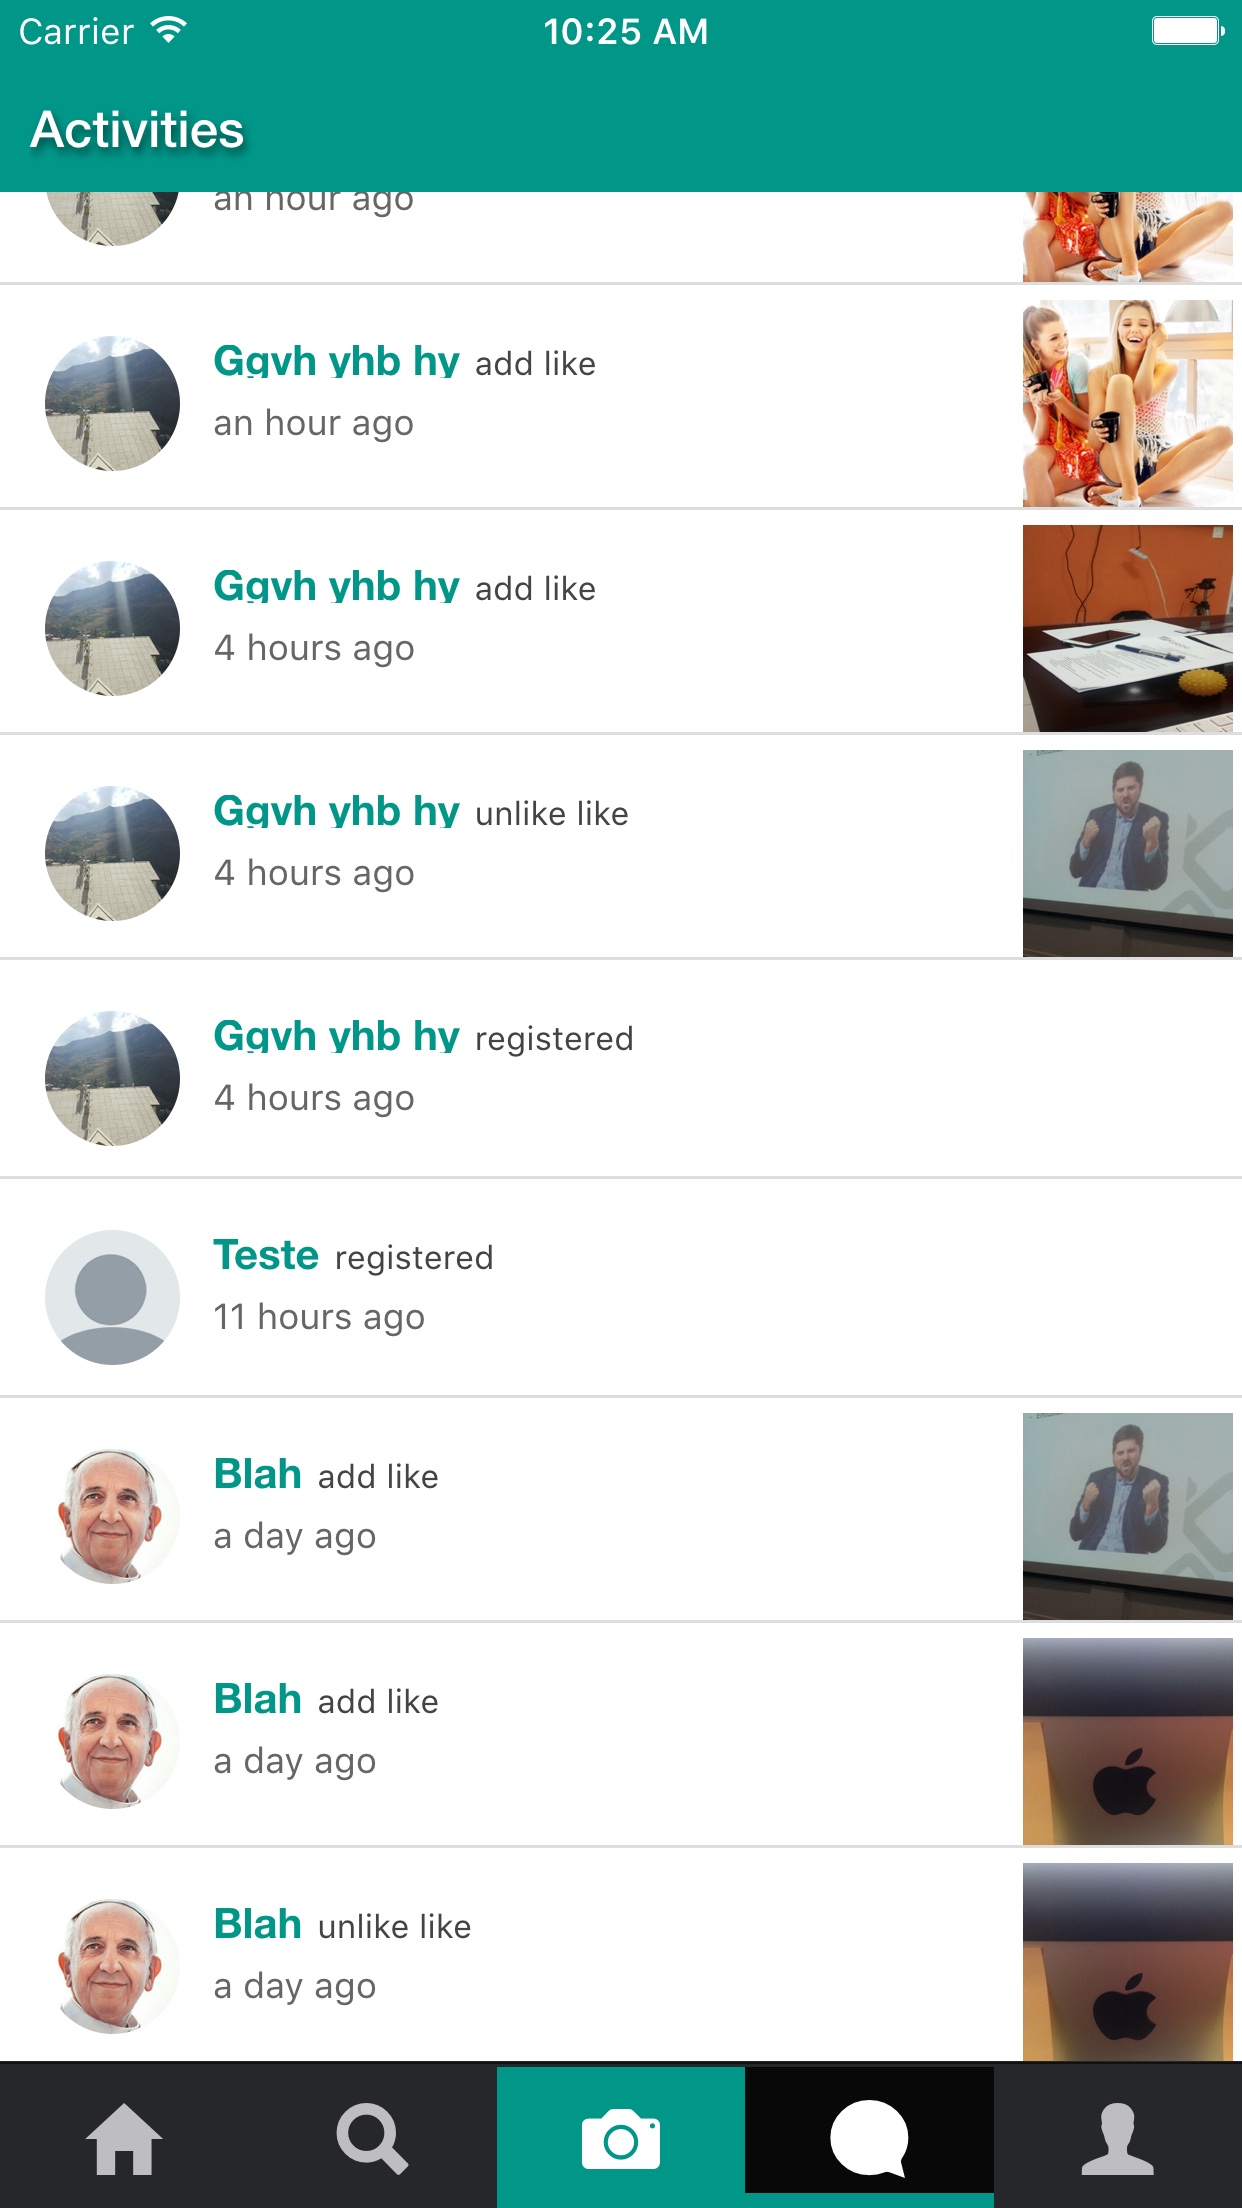 Carrier 10:25 AM
Activities
an hour ago
Ggvh yhb hy add like
an hour ago
Ggvh yhb hy add like
4 hours ago
Ggvh yhb hy unlike like
4 hours ago
Ggvh yhb hy registered
4 hours ago
Teste registered
11 hours ago
Blah add like
a day ago
Blah add like
a day ago
Blah unlike like
a day ago